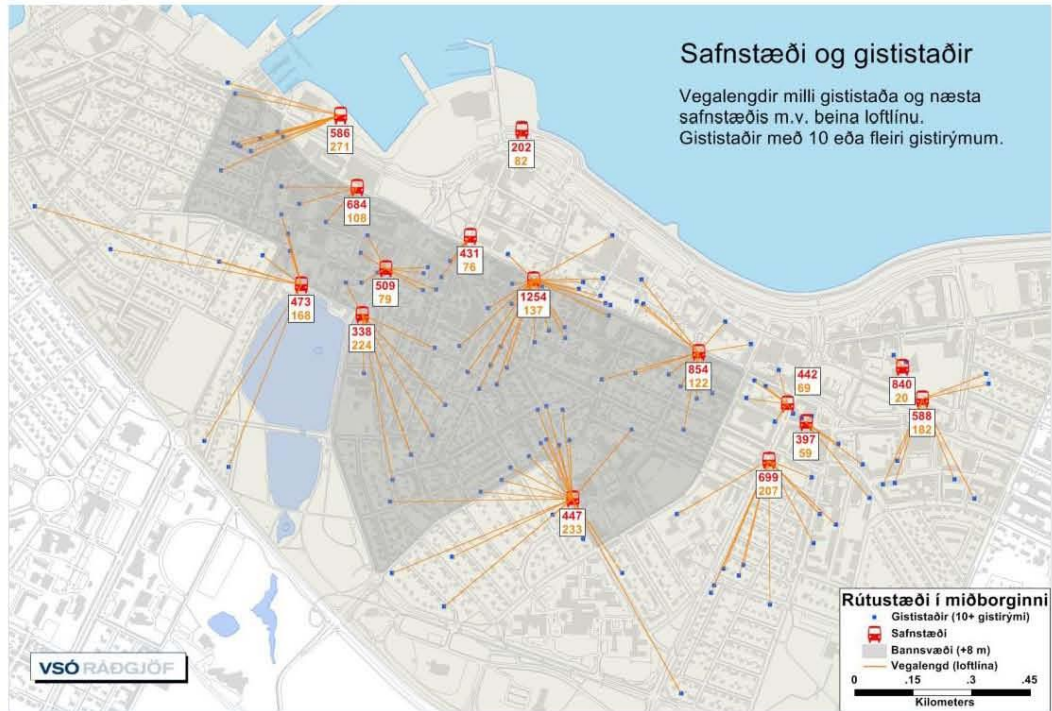 Safnstæði og gististaðir
Vegalengdir milli gististaða og næsta
safnstæðis m.v. beina loftlínu.
Gististaðir með 10 eða fleiri gistirýmum.
586
271
202
82
684
108
431
76
509
79
473
168
1254
137
338
224
854
122
442
69
840
20
588
182
397
59
699
207
447
233
Rútustæði í miðborginni
Gististaðir (10+ gistirými)
Safnstæði
Bannsvæði (+8 m)
Vegalengd (loftlína)
0 .15 .3 .45
Kilometers
VSÓ RÁÐGJÖF